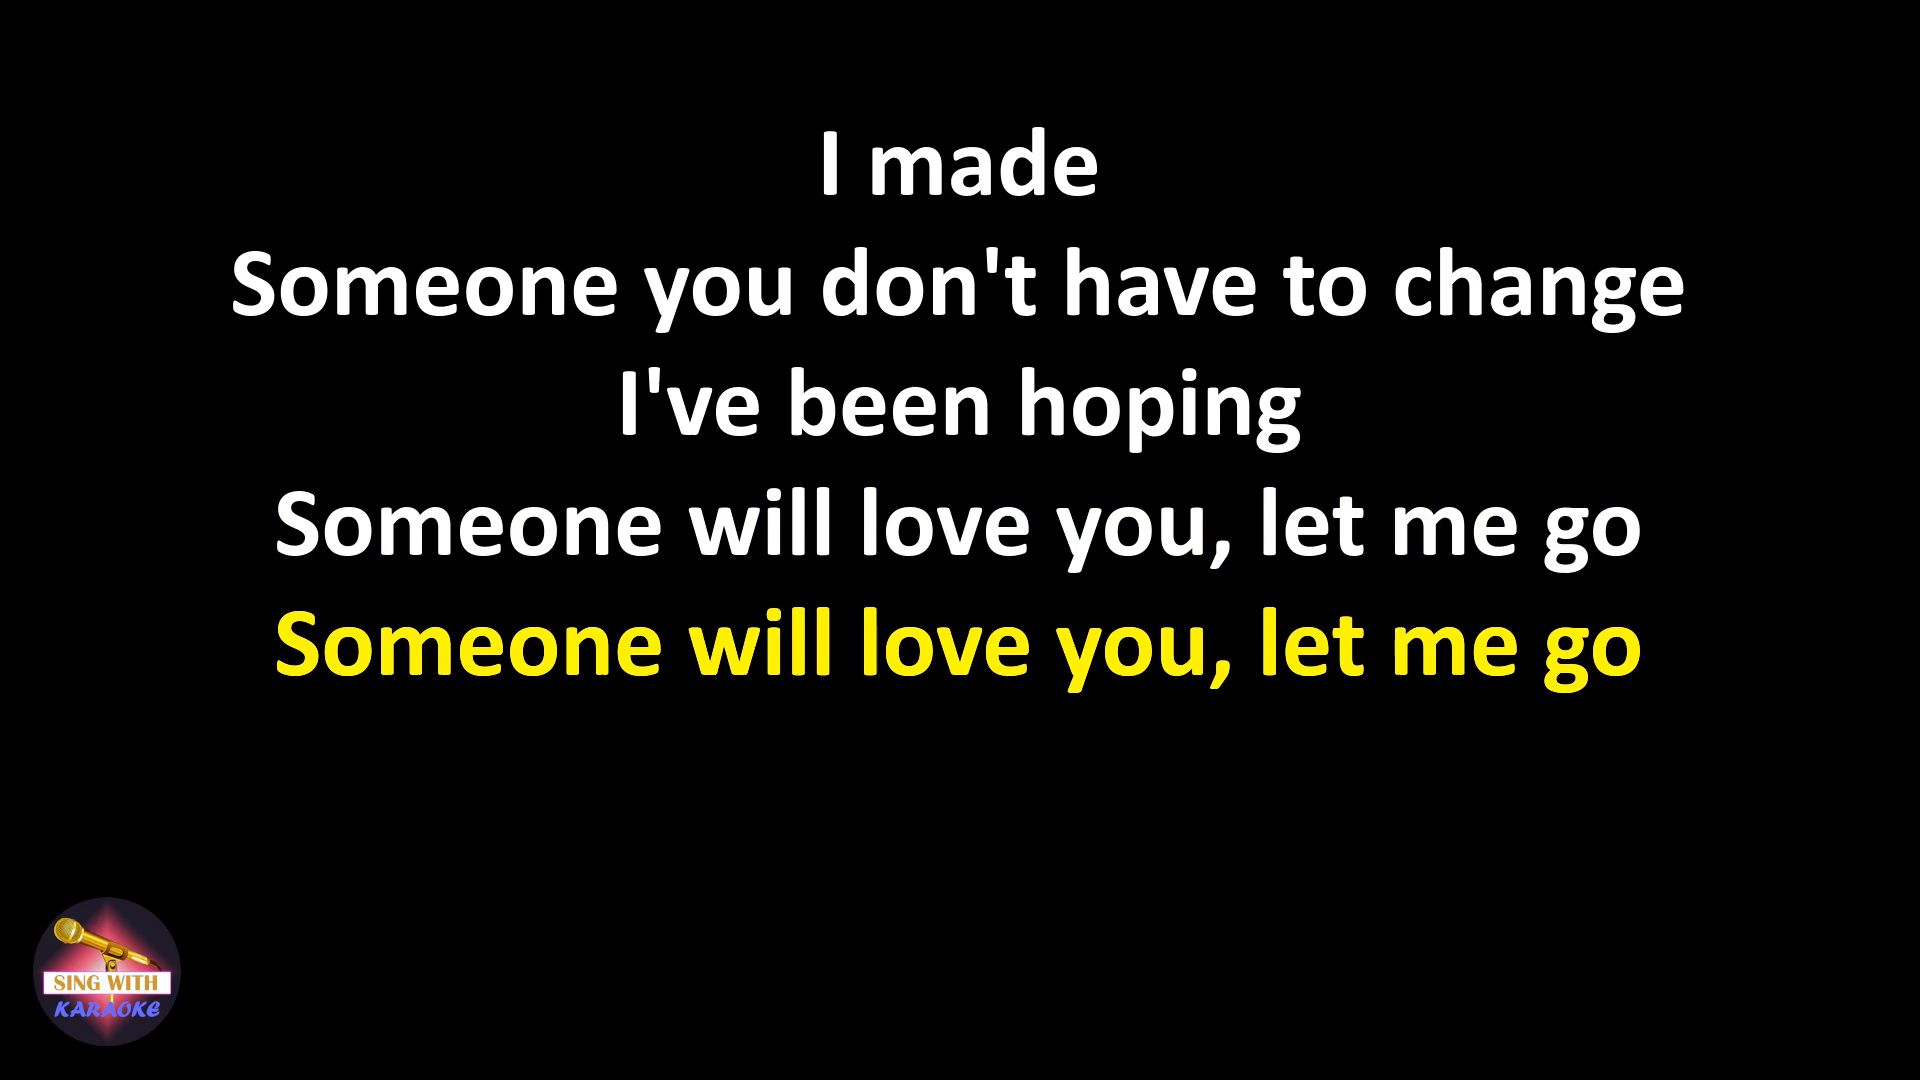 I made
Someone you don't have to change
I've been hoping
Someone will love you, let me go
Someone will love you, let me go
SING WITH
KARAOKE